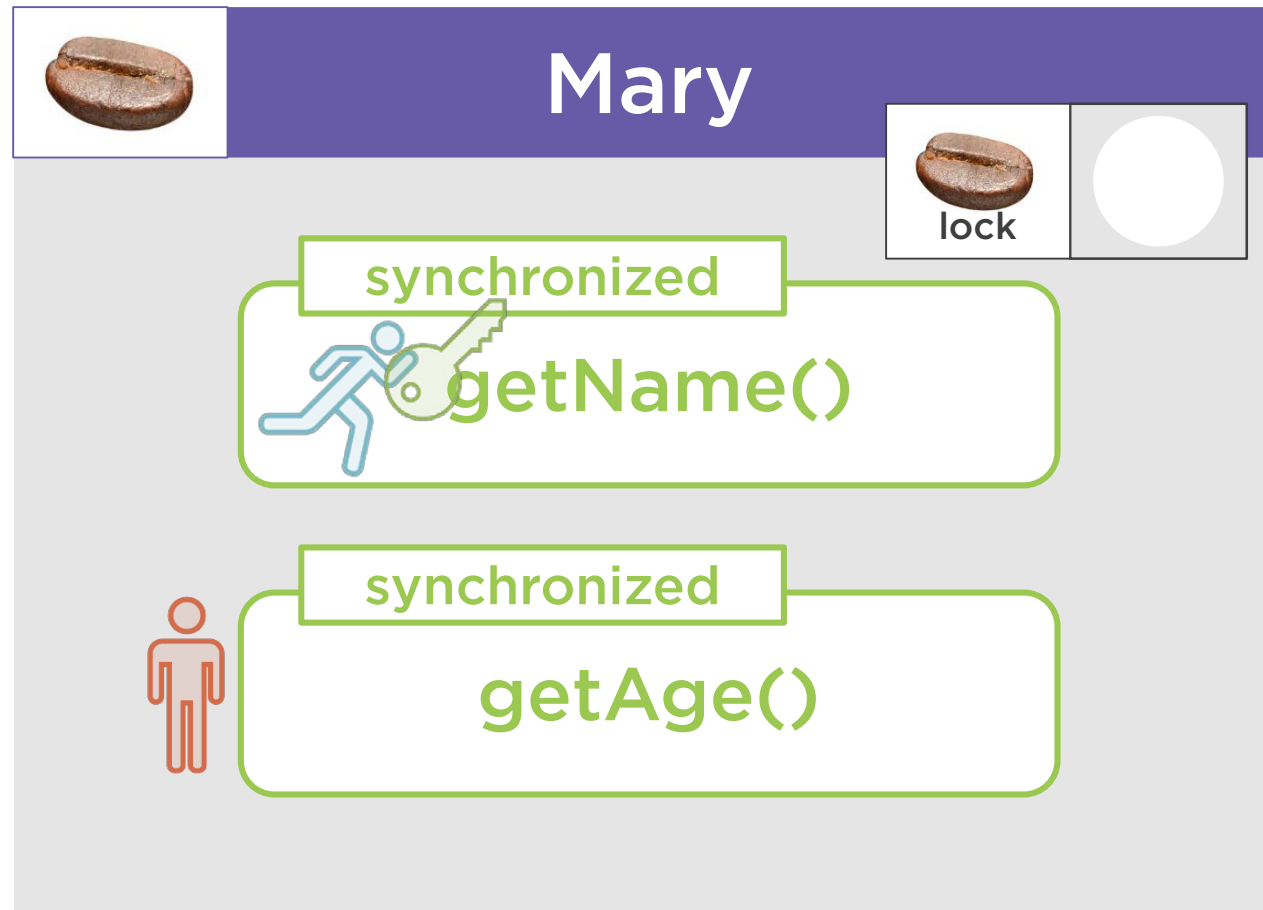 Mary
lock
synchronized
getName()
synchronized
getAge()